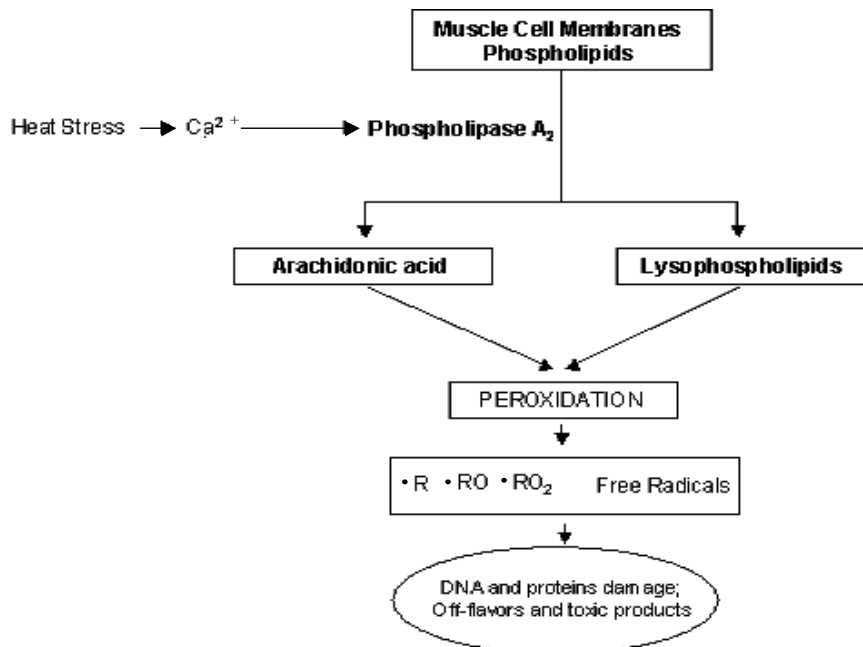 Muscle Cell Membranes
Phospholipids
Heat Stress → Ca²⁺ → Phospholipase A₂
Arachidonic acid
Lysophospholipids
PEROXIDATION
• R • RO • RO₂ Free Radicals
DNA and proteins damage;
Off-flavors and toxic products